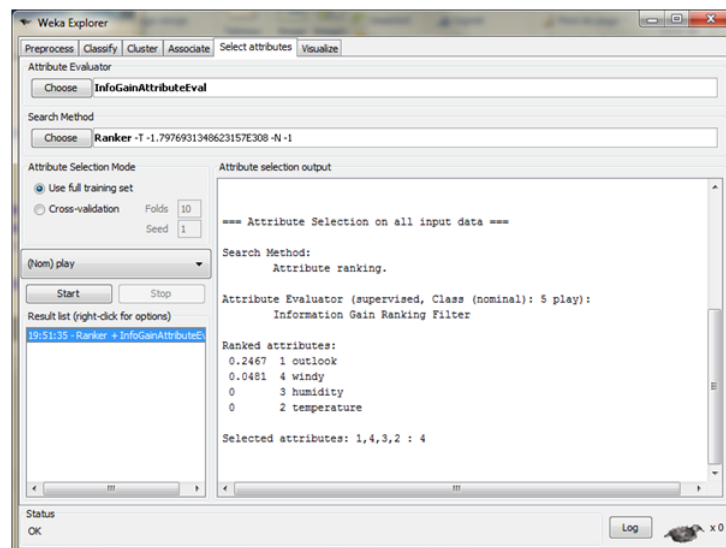 Weka Explorer
Preprocess Classify Cluster Associate Select attributes Visualize
Attribute Evaluator
Choose InfoGainAttributeEval
Search Method
Choose Ranker -T -1.7976931348623157E308 -N -1
Attribute Selection Mode
Use full training set
Cross-validation Folds 10
Seed 1
(Nom) play
Start Stop
Result list (right-click for options)
19:51:35 - Ranker + InfoGainAttributeEv
Attribute selection output
=== Attribute Selection on all input data ===
Search Method:
Attribute ranking.
Attribute Evaluator (supervised, Class (nominal): 5 play):
Information Gain Ranking Filter
Ranked attributes:
0.2467 1 outlook
0.0481 4 windy
0 3 humidity
0 2 temperature
Selected attributes: 1,4,3,2 : 4
Status
OK
Log x 0